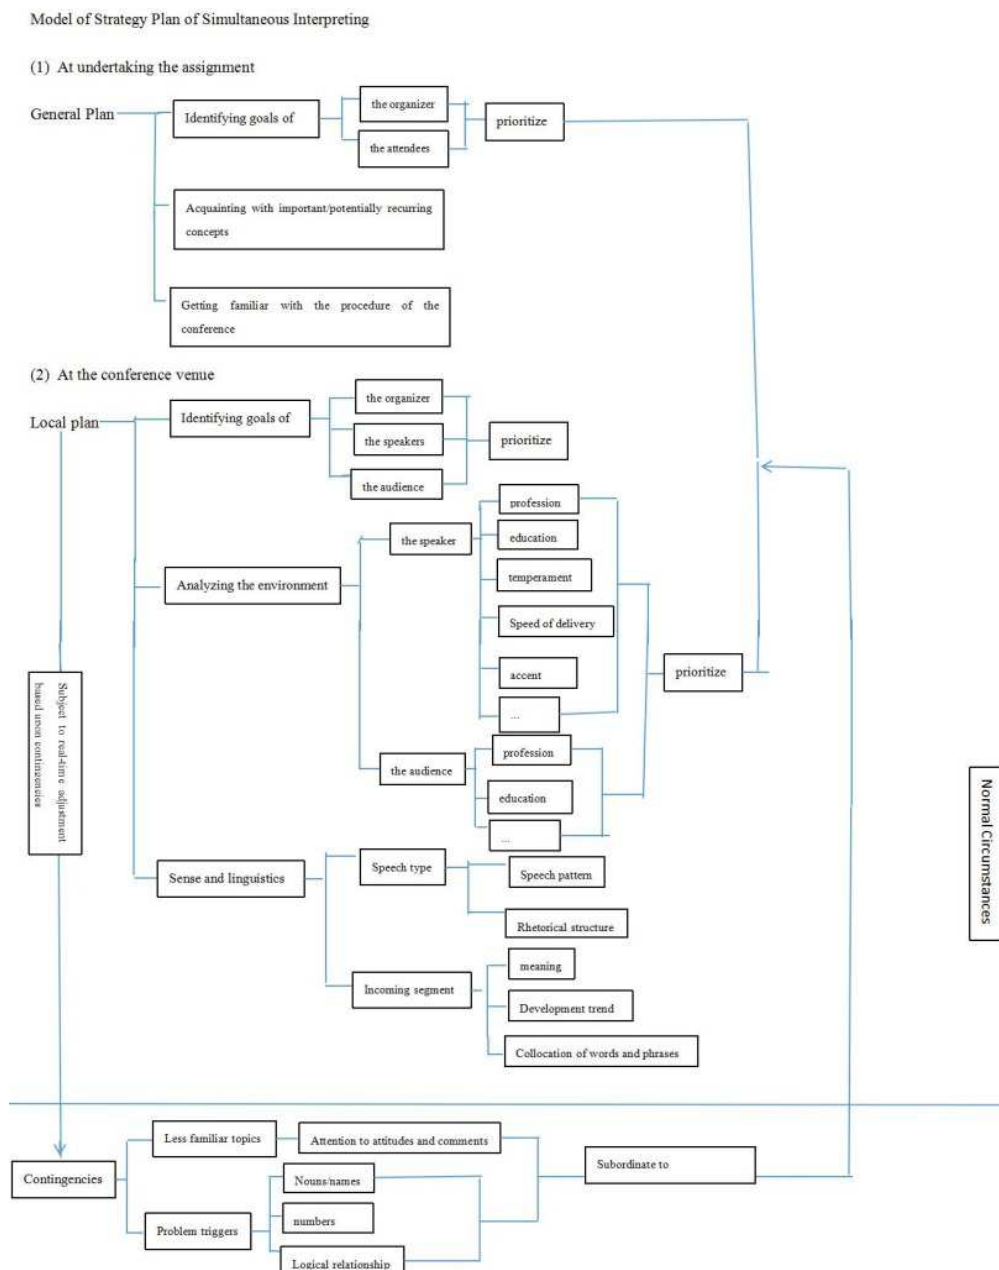 Model of Strategy Plan of Simultaneous Interpreting
(1) At undertaking the assignment
General Plan
Identifying goals of
the organizer
the attendees
prioritize
Acquainting with important/potentially recurring
concepts
Getting familiar with the procedure of the
conference
(2) At the conference venue
Local plan
Identifying goals of
the organizer
the speakers
the audience
prioritize
Analyzing the environment
the speaker
profession
education
temperament
Speed of delivery
accent
...
the audience
profession
education
...
prioritize
Subject to real-time adjustment
based upon contingencies
Normal Circumstances
Sense and linguistics
Speech type
Speech pattern
Rhetorical structure
Incoming segment
meaning
Development trend
Collocation of words and phrases
Contingencies
Less familiar topics
Attention to attitudes and comments
Problem triggers
Nouns/names
numbers
Logical relationship
Subordinate to